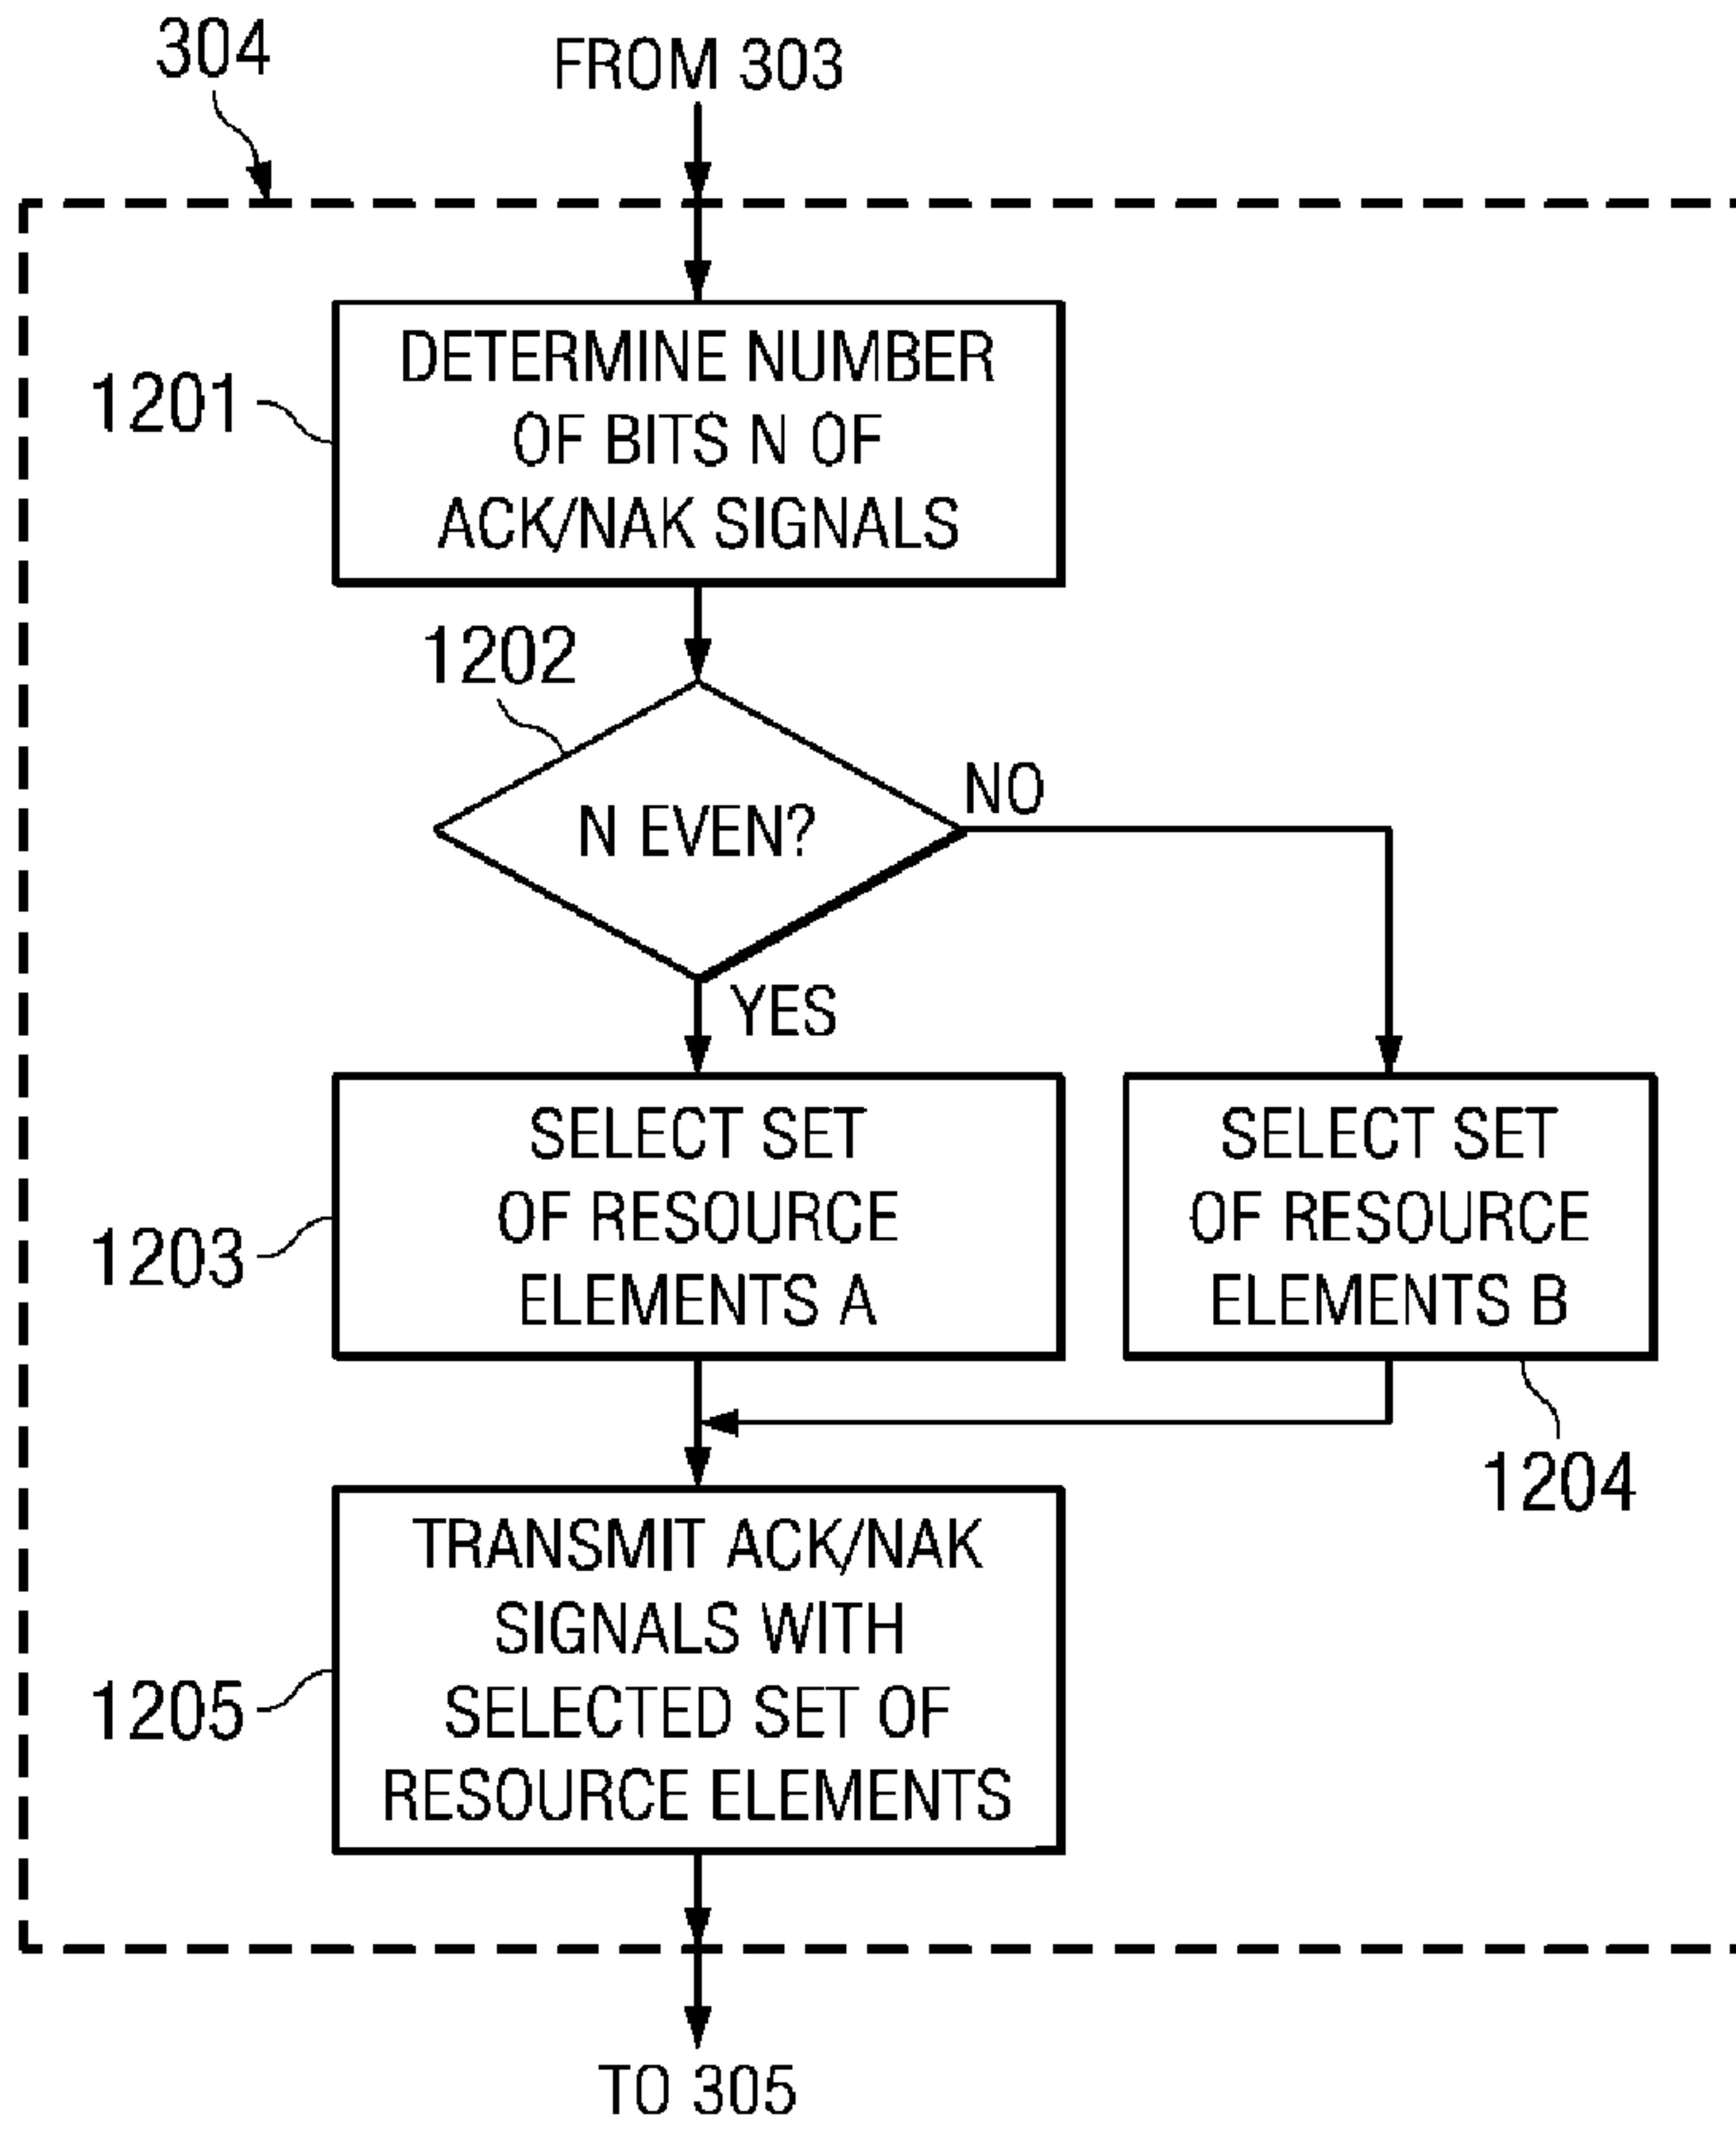 304
FROM 303
1201
DETERMINE NUMBER
OF BITS N OF
ACK/NAK SIGNALS
1202
N EVEN?
NO
YES
1203
SELECT SET
OF RESOURCE
ELEMENTS A
SELECT SET
OF RESOURCE
ELEMENTS B
1204
1205
TRANSMIT ACK/NAK
SIGNALS WITH
SELECTED SET OF
RESOURCE ELEMENTS
TO 305